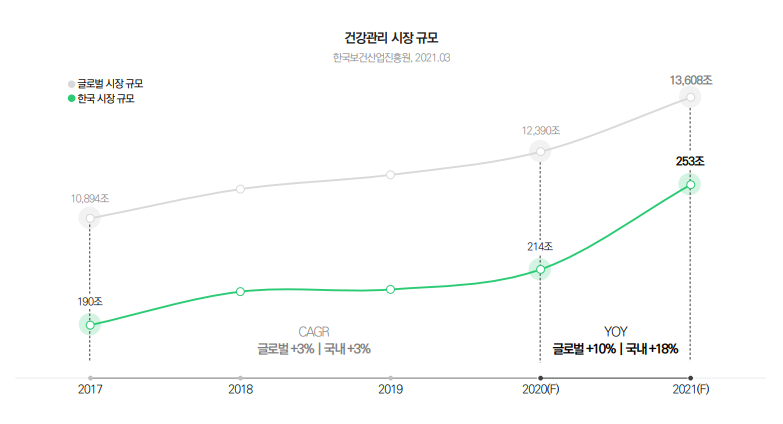 건강관리 시장 규모
한국보건산업진흥원, 2021.03
글로벌 시장 규모
한국 시장 규모
13,608조
12,390조
253조
10,894조
214조
190조
CAGR
글로벌 +3% | 국내 +3%
YOY
글로벌 +10% | 국내 +18%
2017
2018
2019
2020(F)
2021(F)